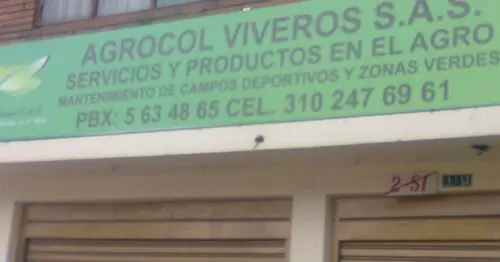 AGROCOL VIVEROS S.A.S.
SERVICIOS Y PRODUCTOS EN EL AGRO
MANTENIMIENTO DE CAMPOS DEPORTIVOS Y ZONAS VERDES
PBX: 5 63 48 65 CEL. 310 247 69 61
2-51